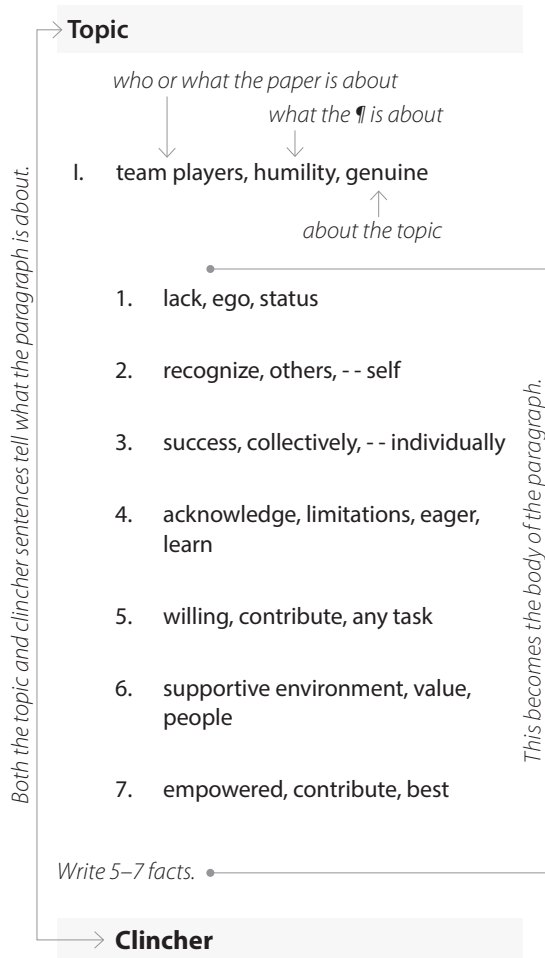 Topic
who or what the paper is about
what the ¶ is about
I. team players, humility, genuine
about the topic
1. lack, ego, status
2. recognize, others, - - self
3. success, collectively, - - individually
4. acknowledge, limitations, eager,
learn
5. willing, contribute, any task
6. supportive environment, value,
people
7. empowered, contribute, best
Write 5–7 facts.
Clincher
Both the topic and clincher sentences tell what the paragraph is about.
This becomes the body of the paragraph.